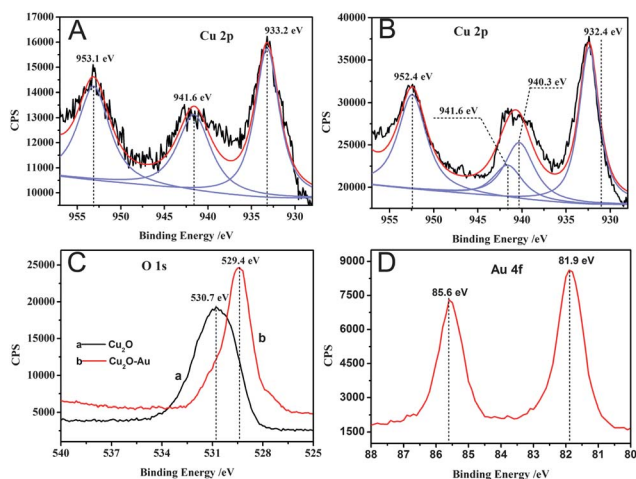 A
Cu 2p
933.2 eV
953.1 eV
941.6 eV
CPS
17000
16000
15000
14000
13000
12000
11000
10000
955 950 945 940 935 930
Binding Energy /eV
B
Cu 2p
932.4 eV
952.4 eV
940.3 eV
941.6 eV
CPS
40000
30000
20000
955 950 945 940 935 930
Binding Energy /eV
C
O 1s
529.4 eV
530.7 eV
a Cu2O
b Cu2O-Au
a
b
CPS
25000
20000
15000
10000
5000
540 531 528 525
Binding Energy /eV
D
Au 4f
81.9 eV
85.6 eV
CPS
9000
7500
6000
4500
3000
1500
88 87 86 85 84 83 82 81 80
Binding Energy /eV